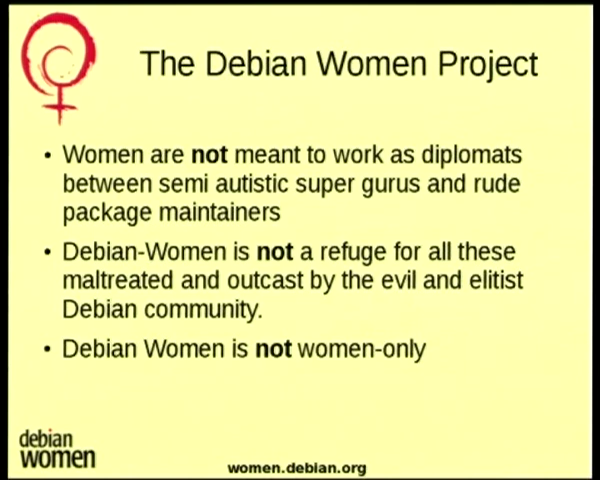 The Debian Women Project
• Women are not meant to work as diplomats
between semi autistic super gurus and rude
package maintainers
• Debian-Women is not a refuge for all these
maltreated and outcast by the evil and elitist
Debian community.
• Debian Women is not women-only
debian
women
women.debian.org